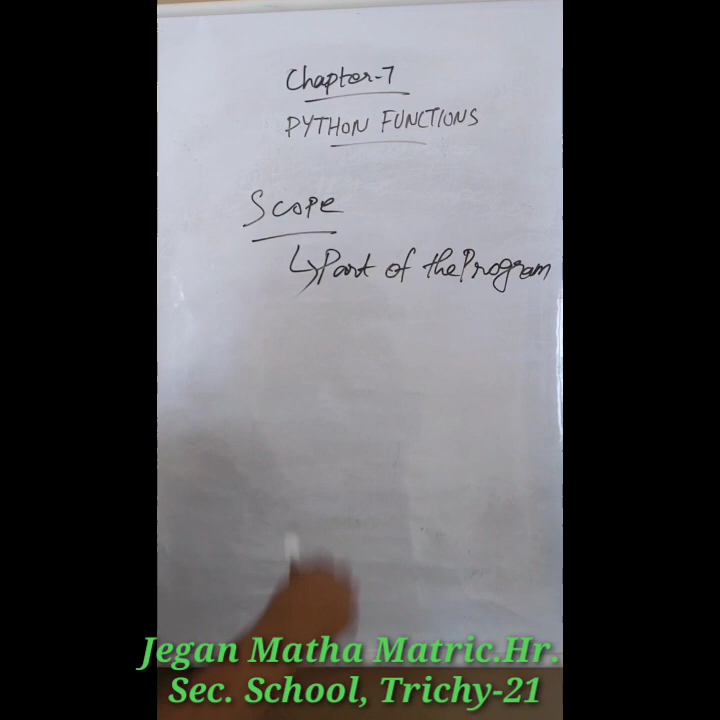 Chapter-7
PYTHON FUNCTIONS
Scope
↳Part of the Program
Jegan Matha Matric.Hr.
Sec. School, Trichy-21